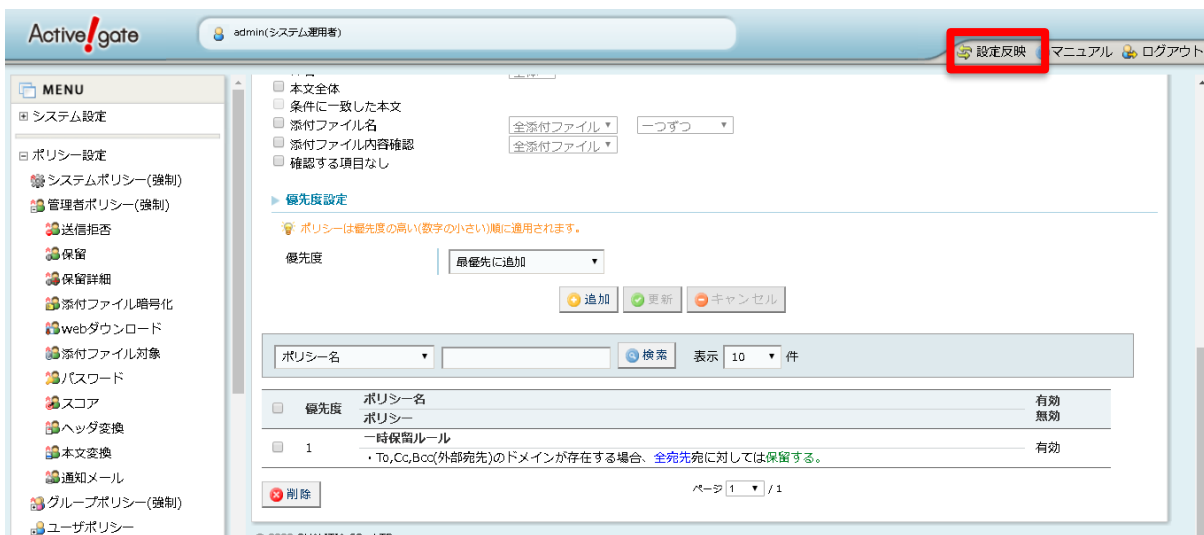 Active! gate
admin(システム運用者)
設定反映
マニュアル
ログアウト
MENU
システム設定
ポリシー設定
システムポリシー(強制)
管理者ポリシー(強制)
送信拒否
保留
保留詳細
添付ファイル暗号化
webダウンロード
添付ファイル対象
パスワード
スコア
ヘッダ変換
本文変換
通知メール
グループポリシー(強制)
ユーザポリシー
本文全体
条件に一致した本文
添付ファイル名 全添付ファイル 一つずつ
添付ファイル内容確認 全添付ファイル
確認する項目なし
優先度設定
ポリシーは優先度の高い(数字の小さい)順に適用されます。
優先度 最優先に追加
追加 更新 キャンセル
ポリシー名 検索 表示 10 件
優先度 ポリシー名 有効
ポリシー 無効
一時保留ルール
1 有効
・To,Cc,Bcc(外部宛先)のドメインが存在する場合、全宛先宛に対しては保留する。
削除 ページ 1 / 1